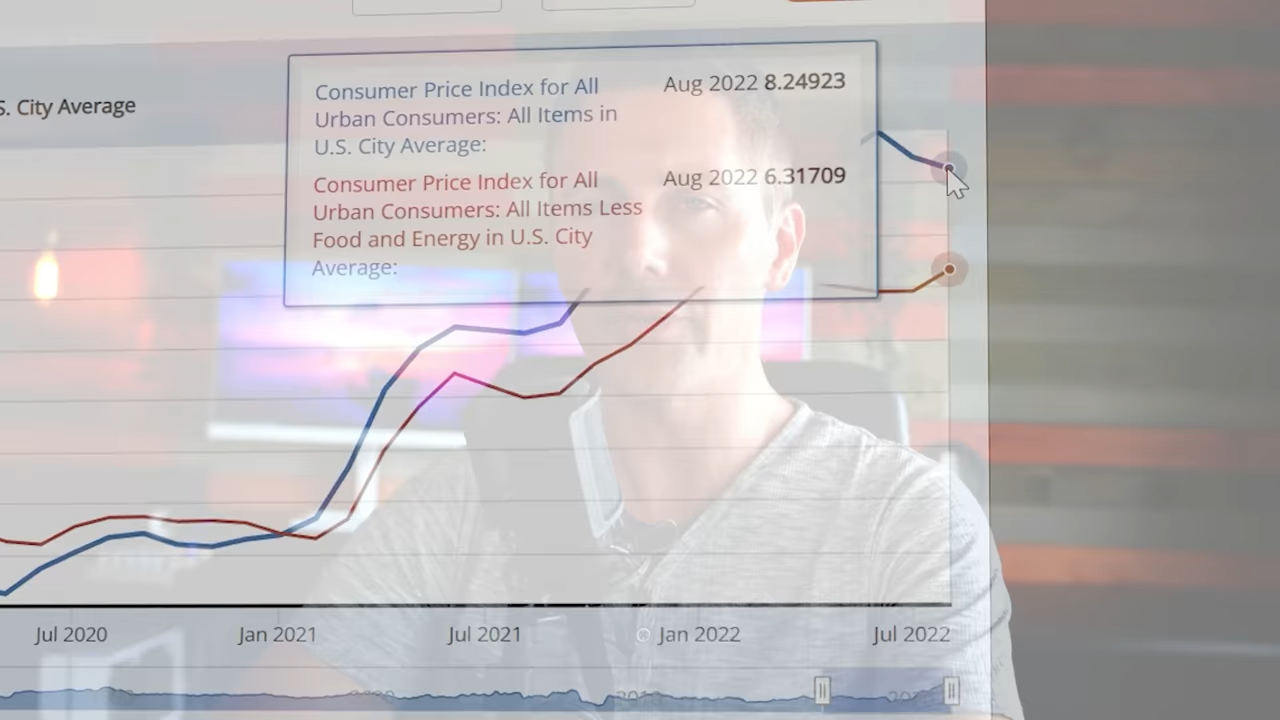 S. City Average
Consumer Price Index for All
Urban Consumers: All Items in
U.S. City Average:
Aug 2022 8.24923
Consumer Price Index for All
Urban Consumers: All Items Less
Food and Energy in U.S. City
Average:
Aug 2022 6.31709
Jul 2020
Jan 2021
Jul 2021
Jan 2022
Jul 2022